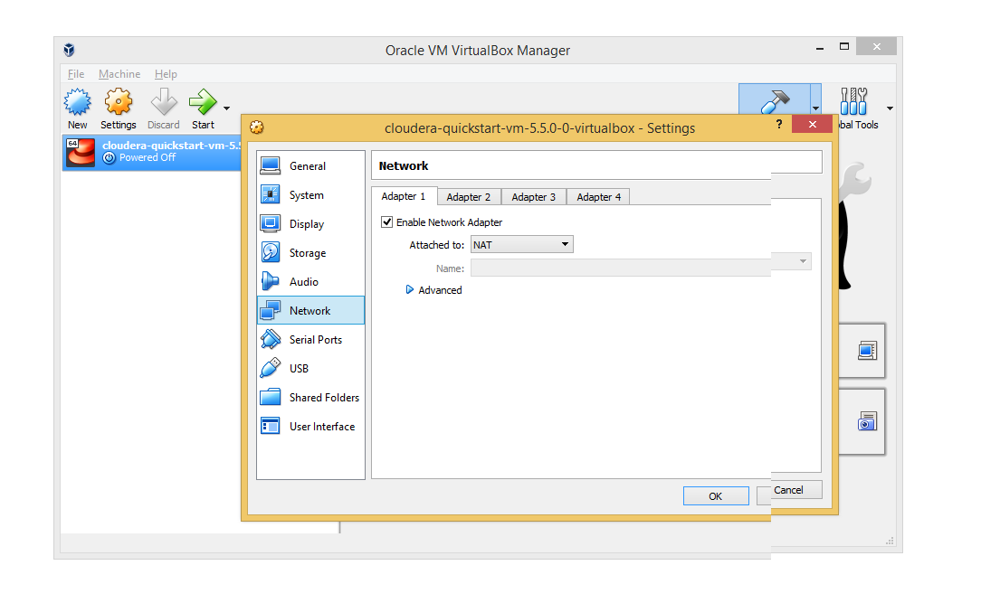 Oracle VM VirtualBox Manager
File Machine Help
New Settings Discard Start
bal Tools
64
cloudera-quickstart-vm-5.5
Powered Off
cloudera-quickstart-vm-5.5.0-0-virtualbox - Settings
?
General
System
Display
Storage
Audio
Network
Serial Ports
USB
Shared Folders
User Interface
Network
Adapter 1 Adapter 2 Adapter 3 Adapter 4
Enable Network Adapter
Attached to: NAT
Name:
Advanced
OK Cancel